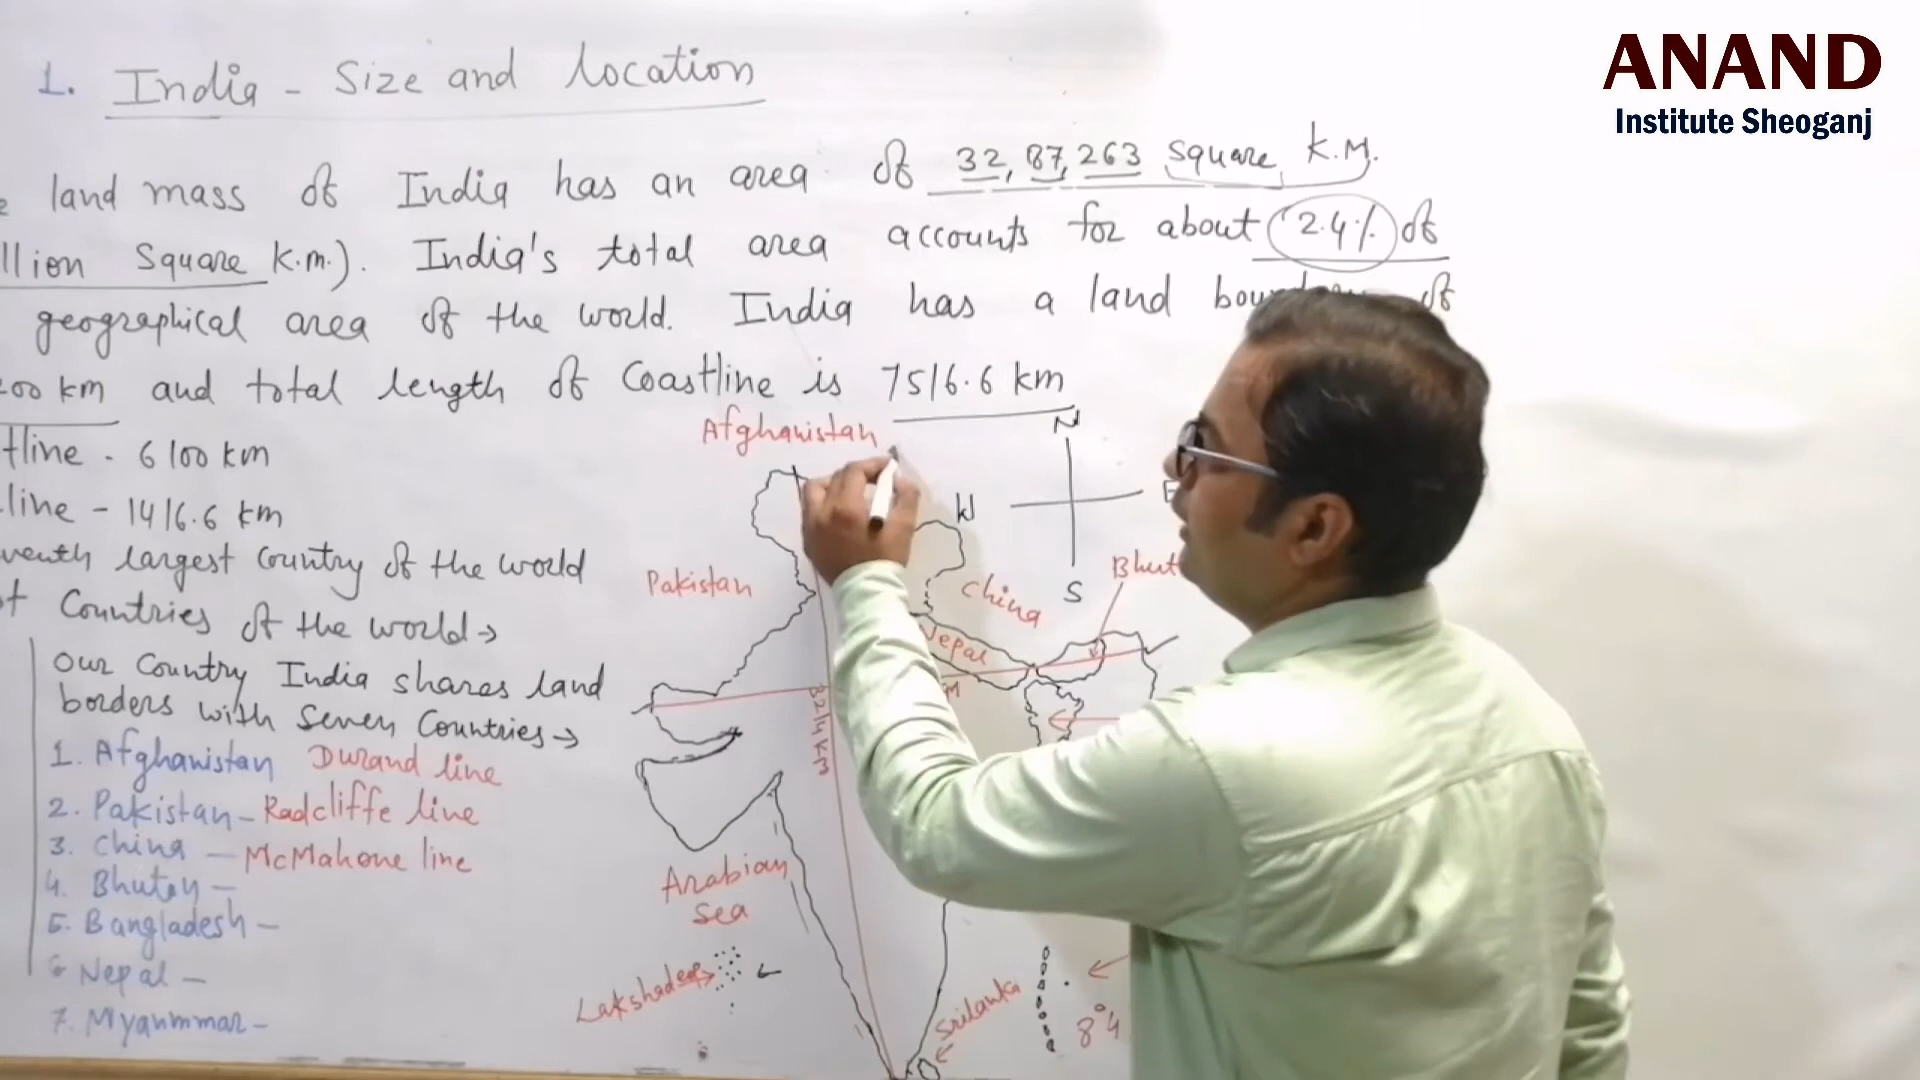 ANAND
Institute Sheoganj
1. India - Size and location
land mass of India has an area of 32,87,263 square K.M.
llion Square K.m.). India's total area accounts for about 2.4% of
geographical area of the world. India has a land of
00 km and total length of Coastline is 7516.6 km
tline - 6100 km
line - 1416.6 km
venth largest Country of the world
Countries of the world→
Our Country India shares land
borders with Seven Countries→
1. Afghanistan Durand line
2. Pakistan - Radcliffe line
3. China - McMahone line
4. Bhutan -
5. Bangladesh -
6 Nepal -
7. Myanmmar -
Afghanistan
N
W
E
S
Pakistan
China
Bhut
Nepal
3214 Km
Arabian
Sea
Lakshadeep
Srilanka
8°4